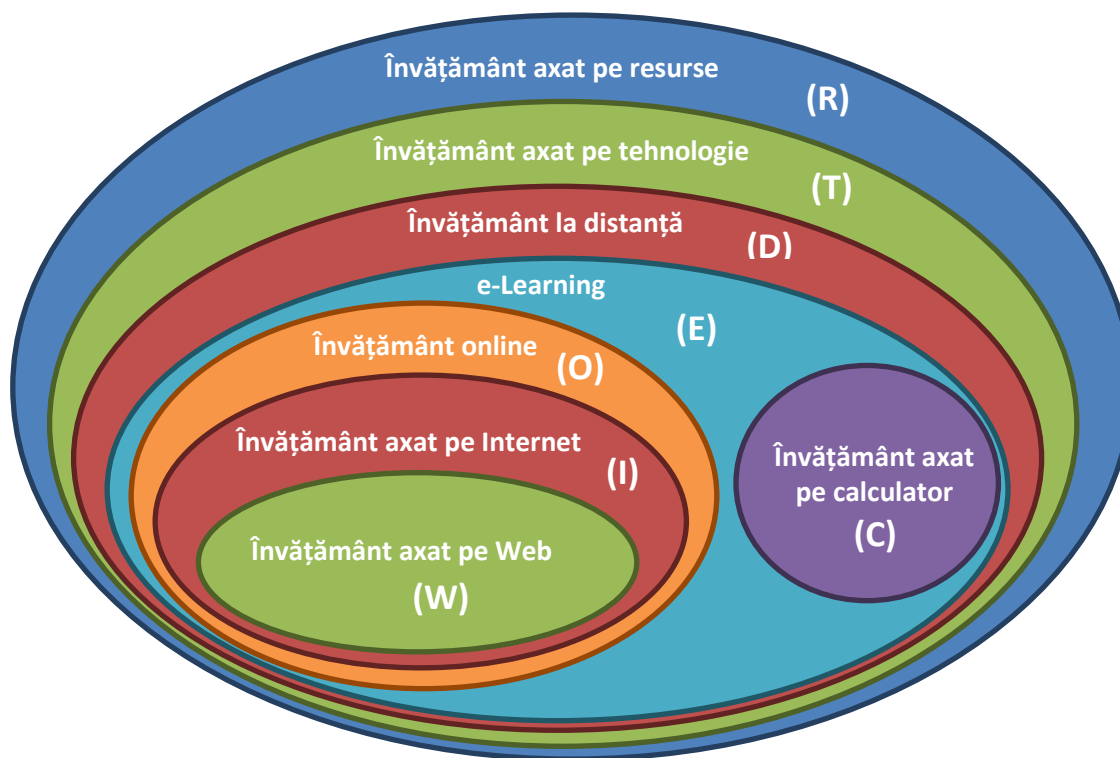 Învățământ axat pe resurse
(R)
Învățământ axat pe tehnologie
(T)
Învățământ la distanță
(D)
e-Learning
(E)
Învățământ online
(O)
Învățământ axat pe Internet
(I)
Învățământ axat pe Web
(W)
Învățământ axat
pe calculator
(C)